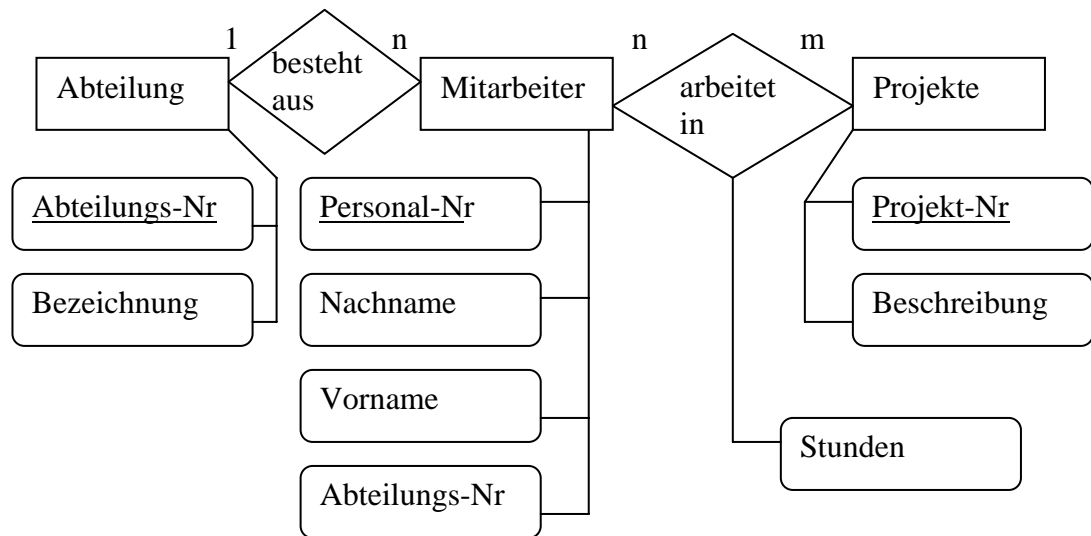 1
n
n
m
Abteilung
besteht
aus
Mitarbeiter
arbeitet
in
Projekte
Abteilungs-Nr
Personal-Nr
Projekt-Nr
Bezeichnung
Nachname
Beschreibung
Vorname
Stunden
Abteilungs-Nr